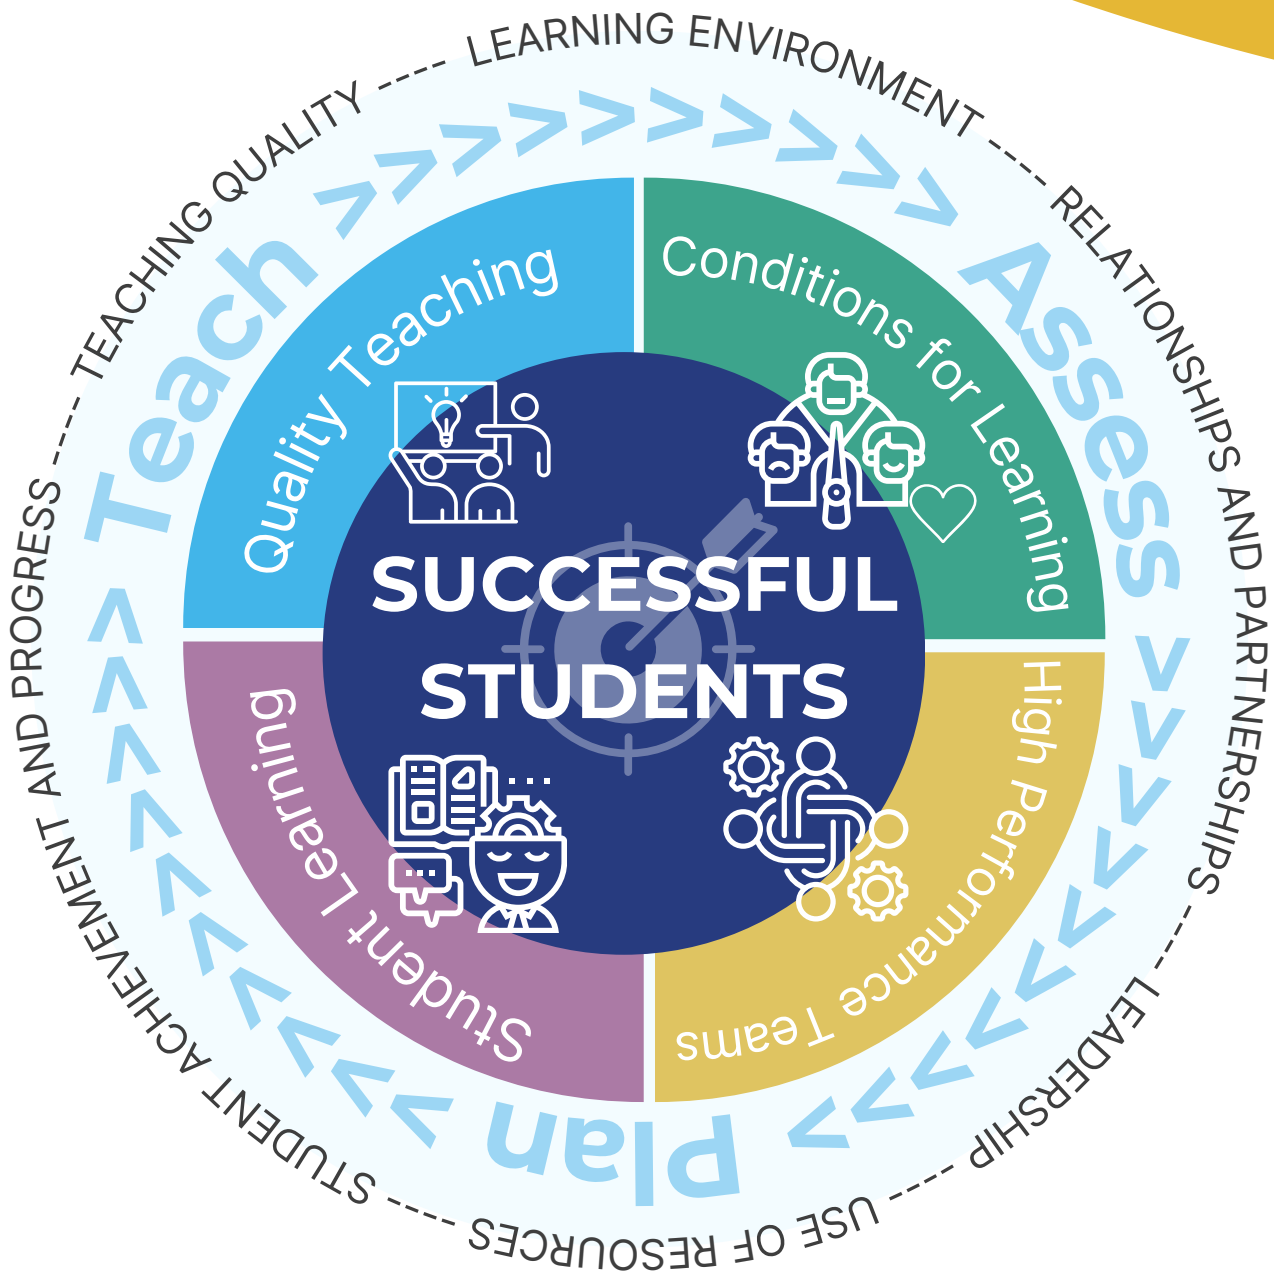 LEARNING ENVIRONMENT ----- RELATIONSHIPS AND PARTNERSHIPS ----- LEADERSHIP ----- USE OF RESOURCES ----- STUDENT ACHIEVEMENT AND PROGRESS ----- TEACHING QUALITY -----
Teach >>>>>>>>>>
Assess >>>>>>>>>>
Plan >>>>>>>>>>
Quality Teaching
Conditions for Learning
High Performance Teams
Student Learning
SUCCESSFUL
STUDENTS